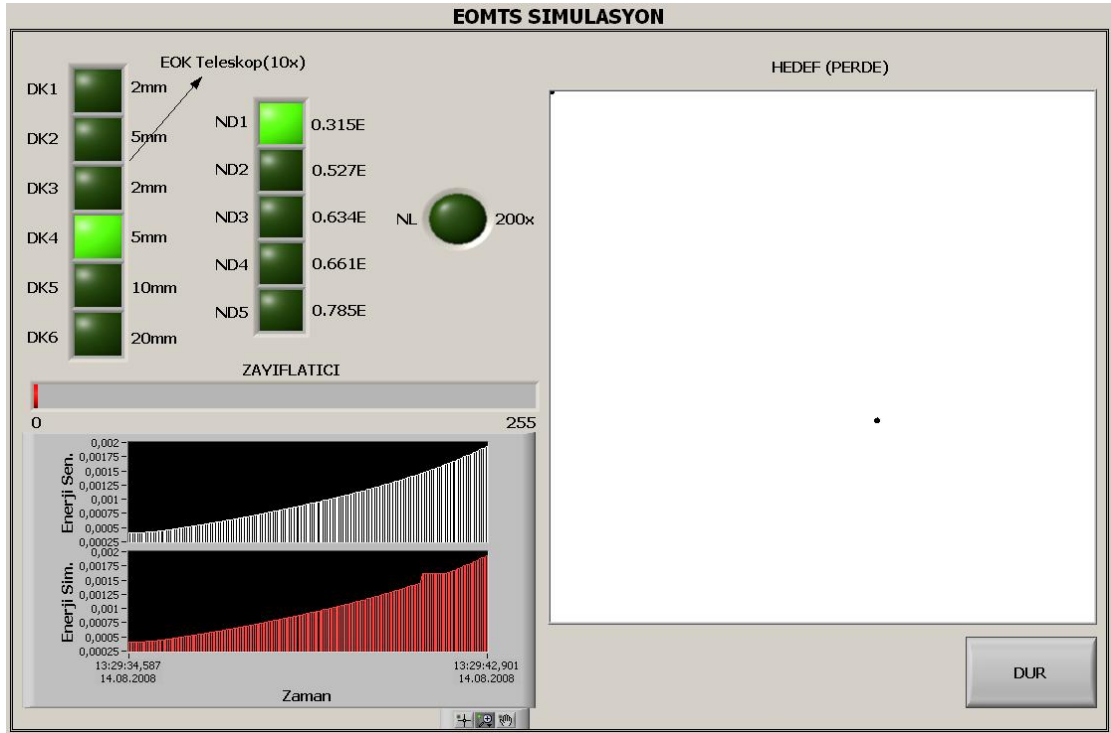 EOMTS SIMULASYON
EOK Teleskop(10x)
DK1 2mm
DK2 5mm
DK3 2mm
DK4 5mm
DK5 10mm
DK6 20mm
ND1 0.315E
ND2 0.527E
ND3 0.634E
ND4 0.661E
ND5 0.785E
NL 200x
ZAYIFLATICI
0 255
Enerji Sen.
0,002
0,00175
0,0015
0,00125
0,001
0,00075
0,0005
0,00025
Enerji Sim.
0,002
0,00175
0,0015
0,00125
0,001
0,00075
0,0005
0,00025
13:29:34,587 13:29:42,901
14.08.2008 14.08.2008
Zaman
HEDEF (PERDE)
DUR